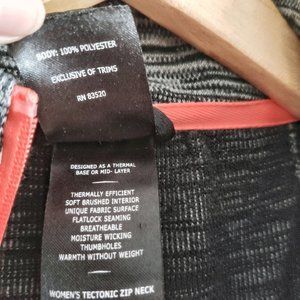 BODY: 100% POLYESTER
EXCLUSIVE OF TRIMS
RN 83520
DESIGNED AS A THERMAL
BASE OR MID- LAYER
THERMALLY EFFICIENT
SOFT BRUSHED INTERIOR
UNIQUE FABRIC SURFACE
FLATLOCK SEAMING
BREATHEABLE
MOISTURE WICKING
THUMBHOLES
WARMTH WITHOUT WEIGHT
WOMEN'S TECTONIC ZIP NECK